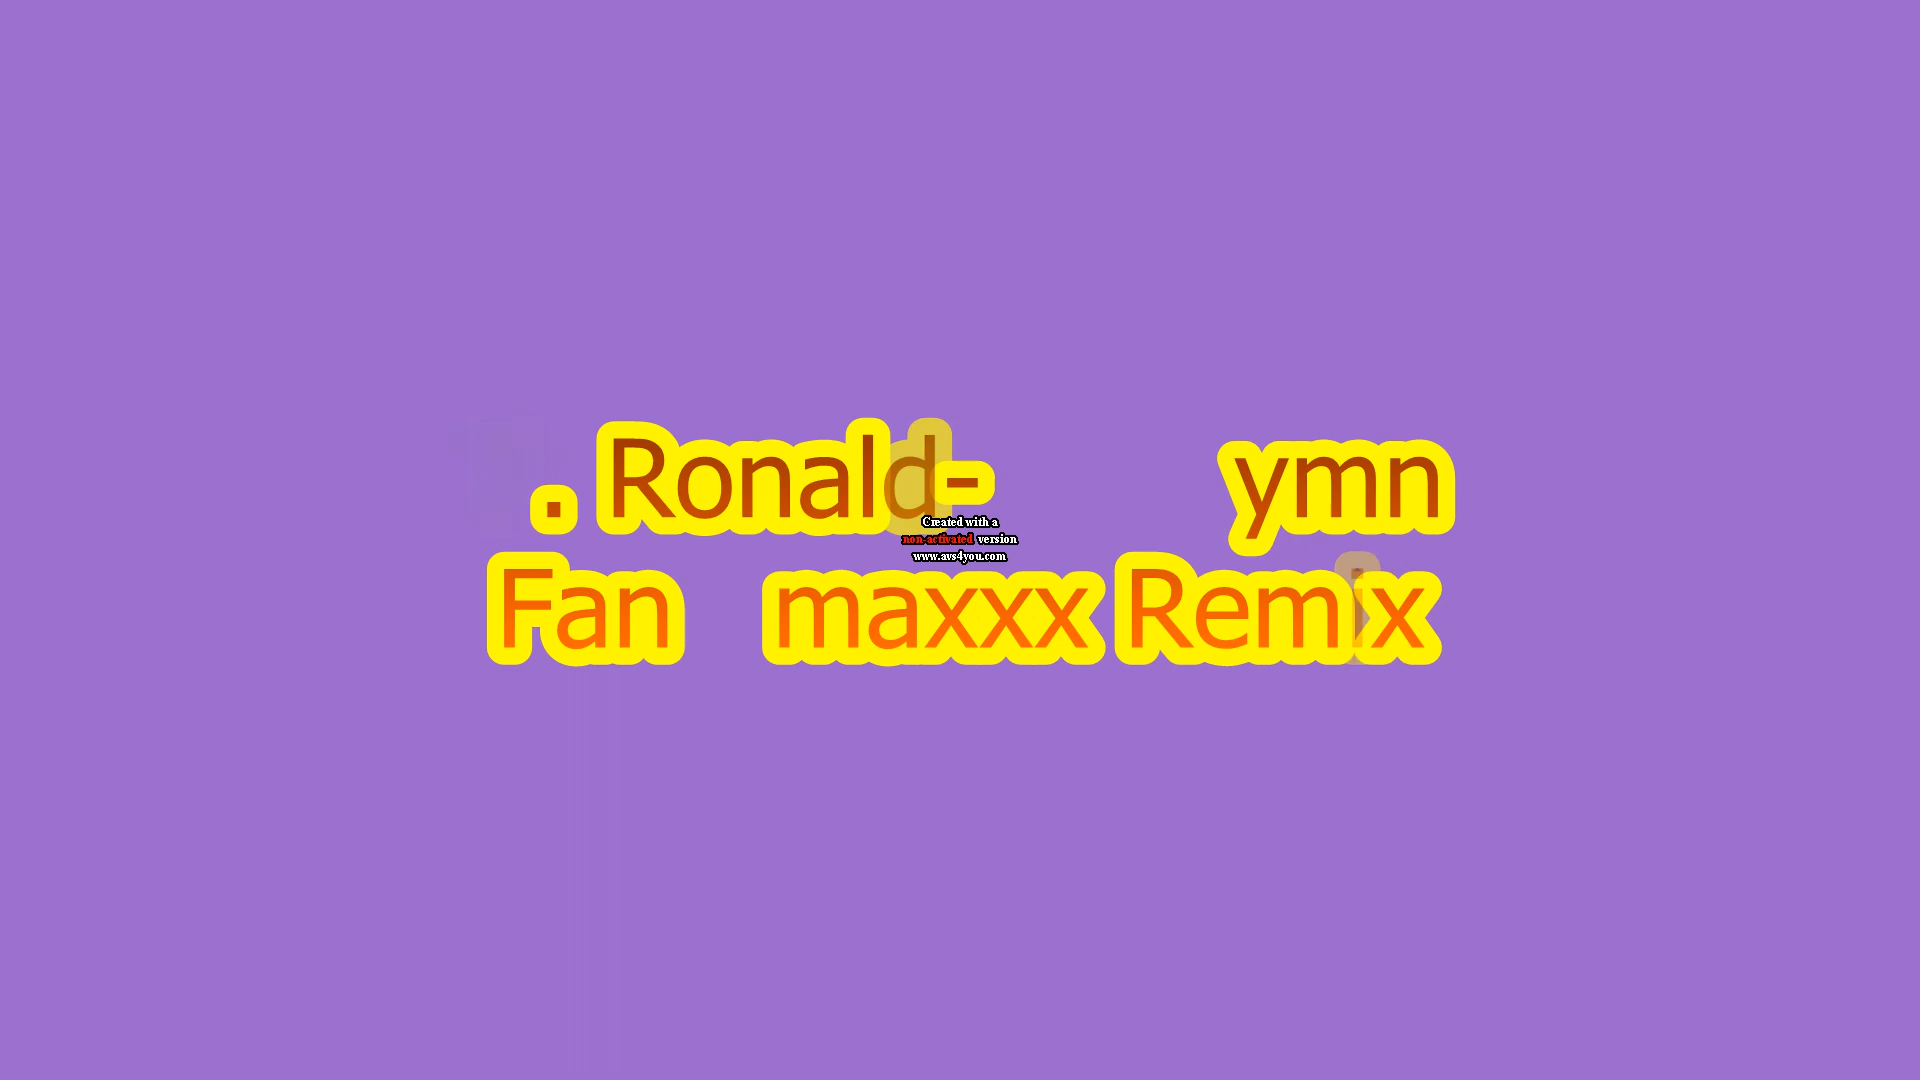 . Ronald- ymn
Created with a
non-activated version
www.avs4you.com
Fan maxxx Remix